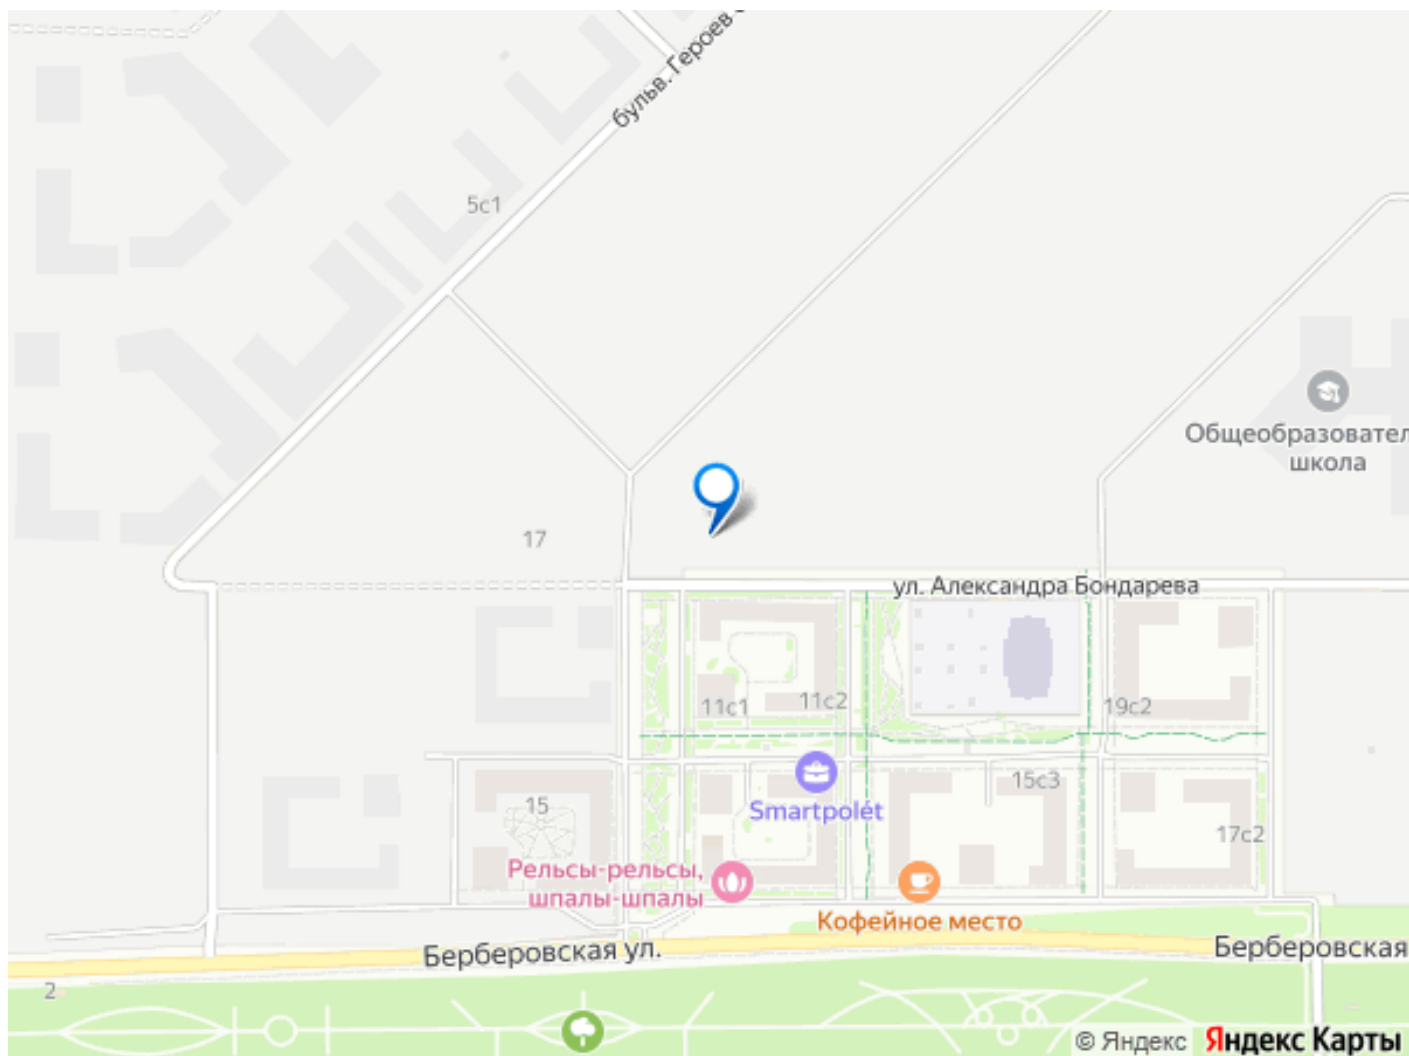 бульв. Героев
5с1
Общеобразовател
школа
17
ул. Александра Бондарева
11с1
11с2
19с2
Smartpolét
15с3
15
17с2
Рельсы-рельсы,
шпалы-шпалы
Кофейное место
Берберовская ул.
Берберовская
2
© Яндекс Яндекс Карты